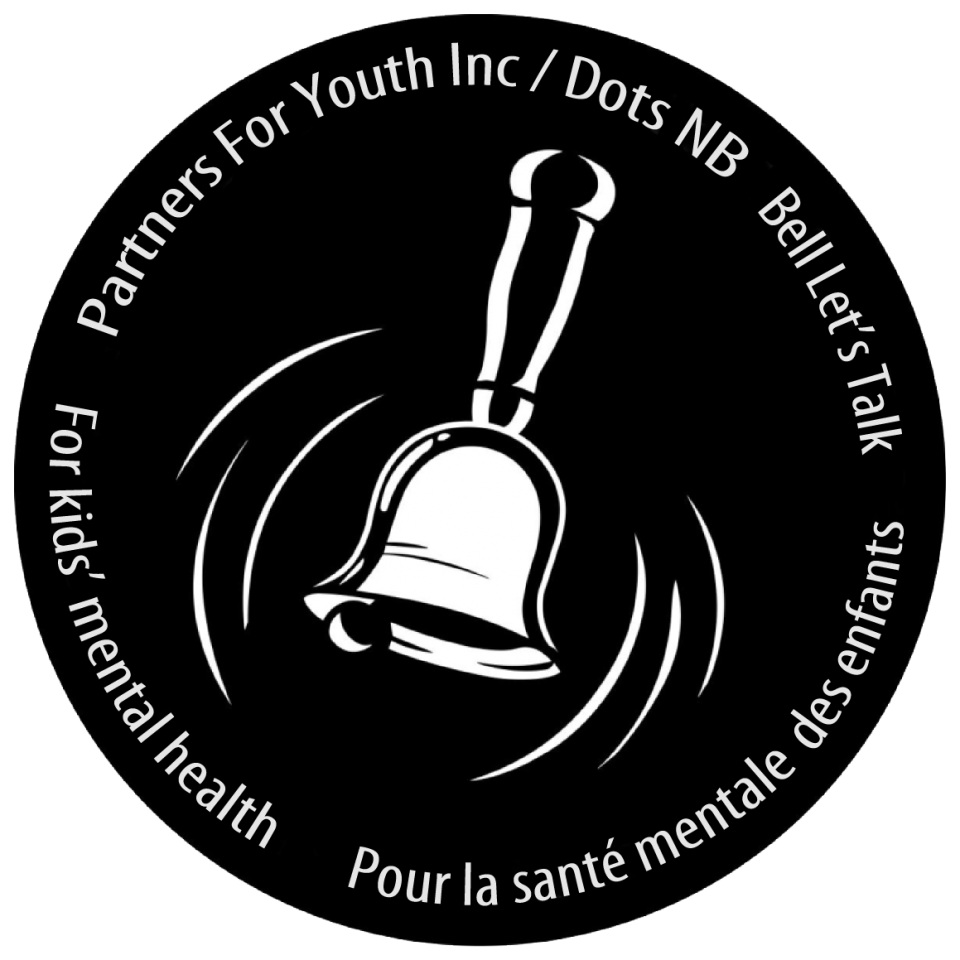 Partners For Youth Inc / Dots NB
Bell Let's Talk
For kids' mental health
Pour la santé mentale des enfants